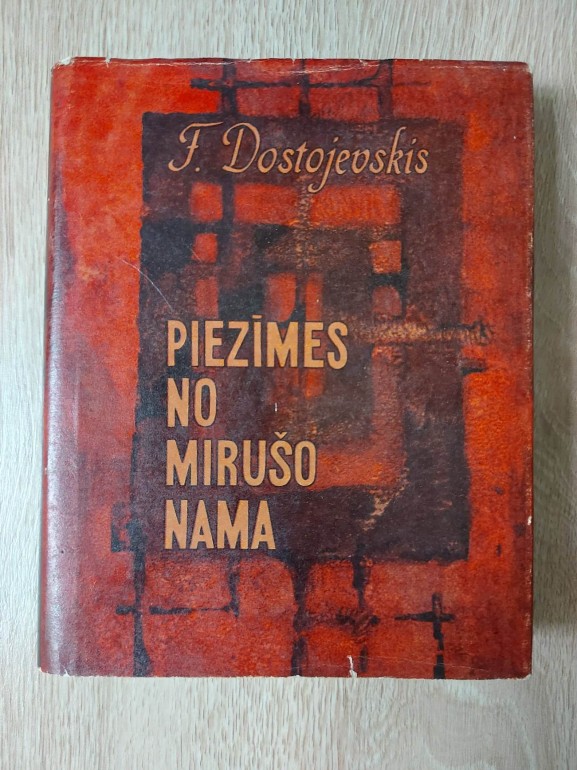 F. Dostojevskis
PIEZĪMES
NO
MIRUŠO
NAMA